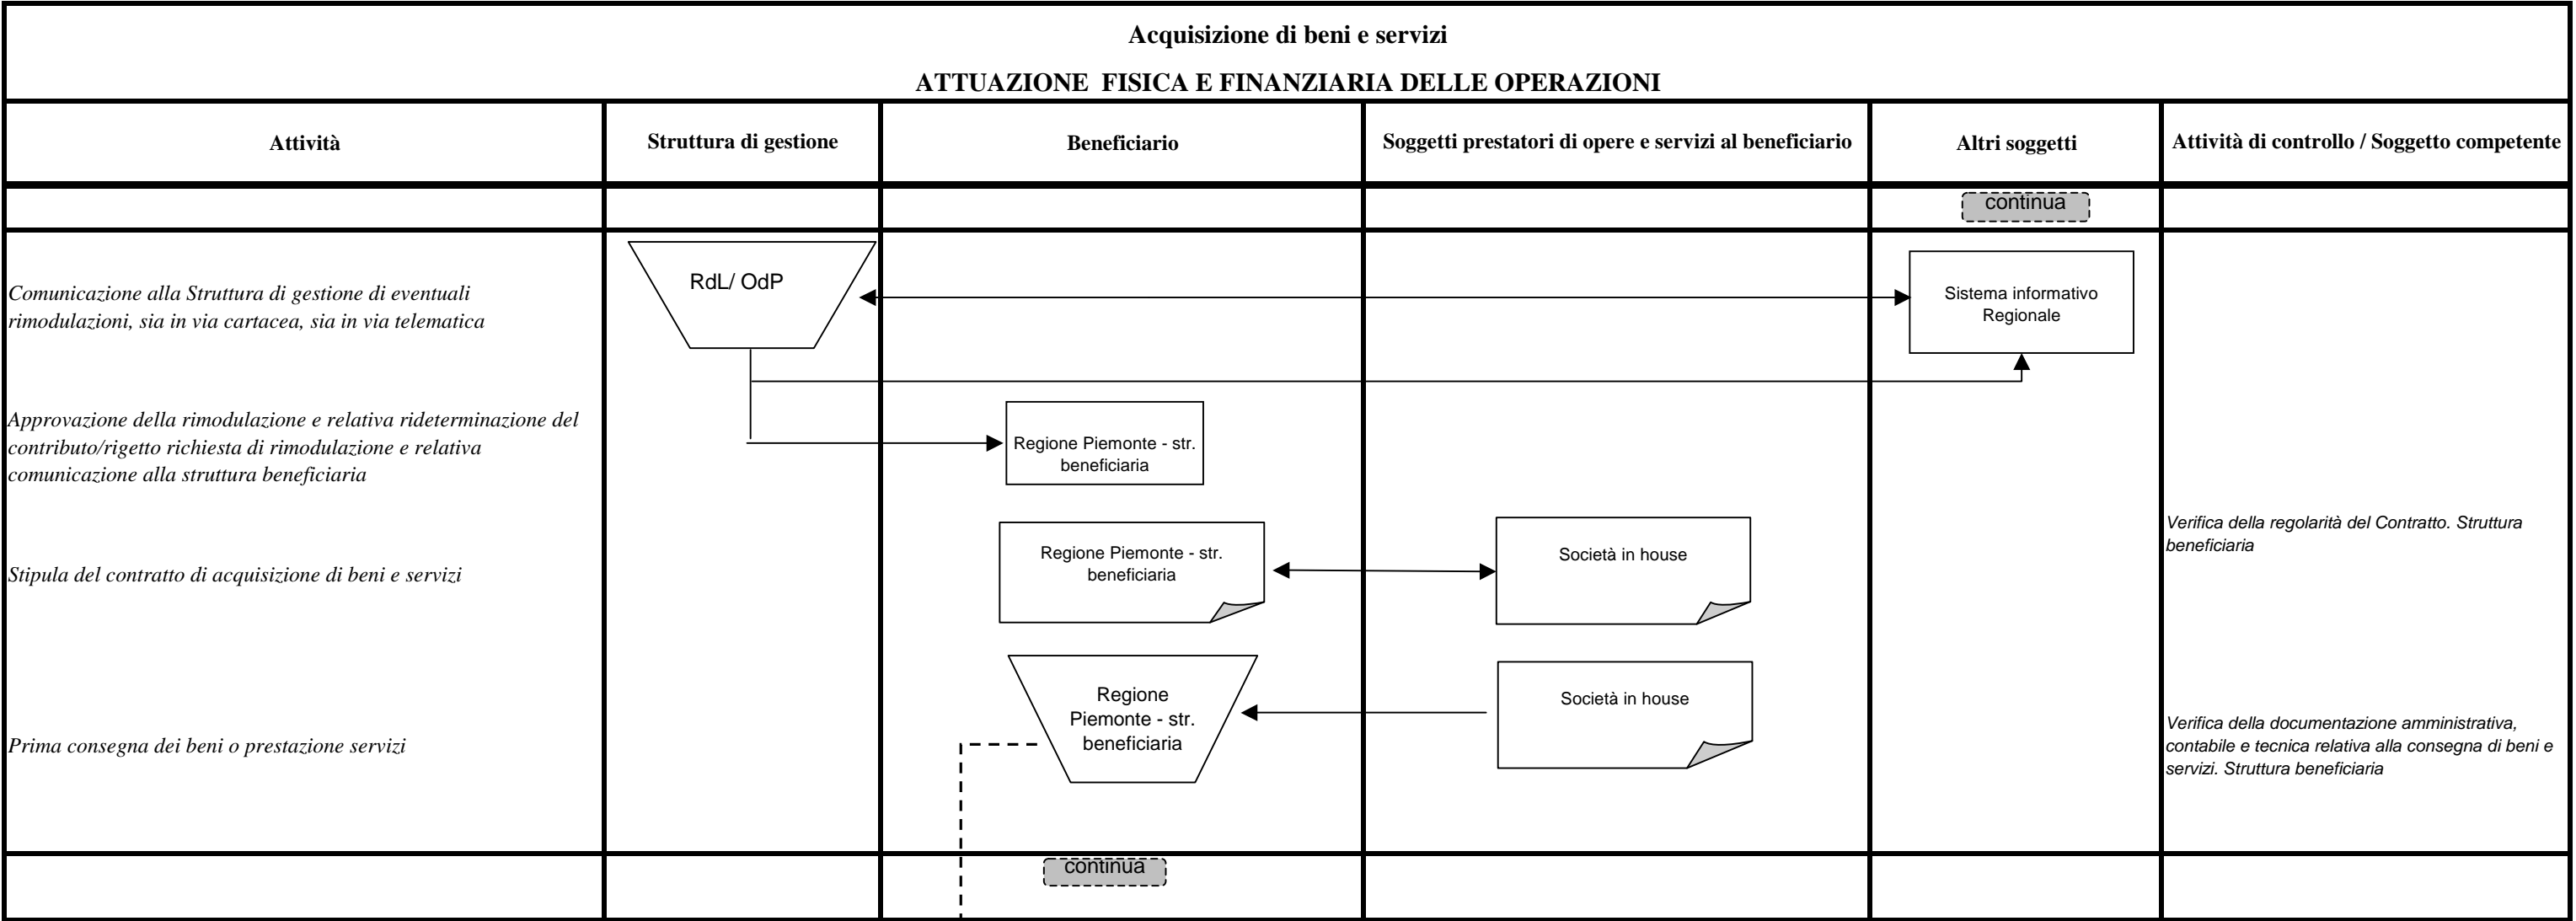 Acquisizione di beni e servizi
ATTUAZIONE FISICA E FINANZIARIA DELLE OPERAZIONI
Attività
Struttura di gestione
Beneficiario
Soggetti prestatori di opere e servizi al beneficiario
Altri soggetti
Attività di controllo / Soggetto competente
continua
Comunicazione alla Struttura di gestione di eventuali
rimodulazioni, sia in via cartacea, sia in via telematica
RdL/ OdP
Sistema informativo
Regionale
Approvazione della rimodulazione e relativa rideterminazione del
contributo/rigetto richiesta di rimodulazione e relativa
comunicazione alla struttura beneficiaria
Regione Piemonte - str.
beneficiaria
Stipula del contratto di acquisizione di beni e servizi
Regione Piemonte - str.
beneficiaria
Società in house
Verifica della regolarità del Contratto. Struttura
beneficiaria
Prima consegna dei beni o prestazione servizi
Regione
Piemonte - str.
beneficiaria
Società in house
Verifica della documentazione amministrativa,
contabile e tecnica relativa alla consegna di beni e
servizi. Struttura beneficiaria
continua